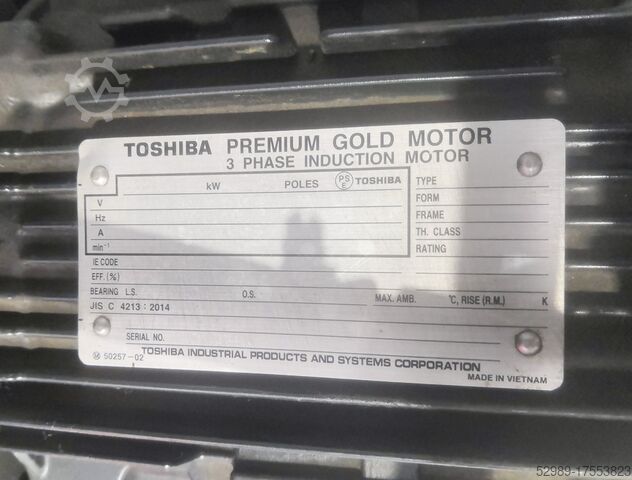 TOSHIBA PREMIUM GOLD MOTOR
3 PHASE INDUCTION MOTOR
kW POLES PS E TOSHIBA TYPE
V FORM
Hz FRAME
A TH. CLASS
min⁻¹ RATING
IE CODE
EFF. (%)
BEARING L.S. O.S. MAX. AMB. °C, RISE (R.M.) K
JIS C 4213 : 2014
SERIAL NO.
M 50257-02 TOSHIBA INDUSTRIAL PRODUCTS AND SYSTEMS CORPORATION
MADE IN VIETNAM
52989-17553823